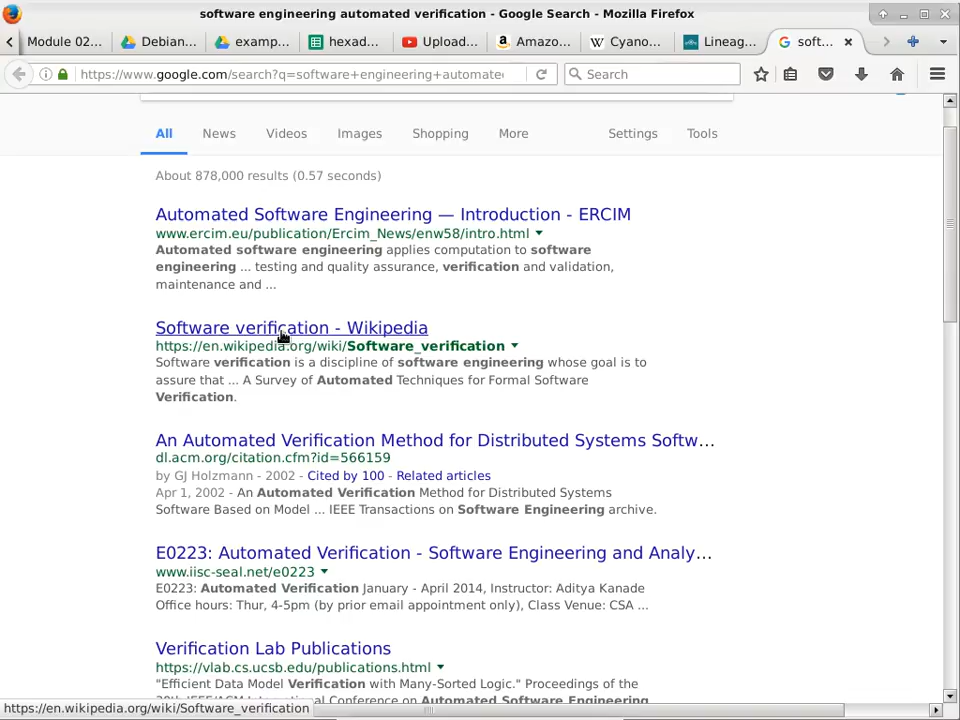 software engineering automated verification - Google Search - Mozilla Firefox
Module 02... Debian... examp... hexad... Upload... Amazo... Cyano... Lineag... soft...
https://www.google.com/search?q=software+engineering+automate Search
All News Videos Images Shopping More Settings Tools
About 878,000 results (0.57 seconds)
Automated Software Engineering — Introduction - ERCIM
www.ercim.eu/publication/Ercim_News/enw58/intro.html
Automated software engineering applies computation to software
engineering ... testing and quality assurance, verification and validation,
maintenance and ...
Software verification - Wikipedia
https://en.wikipedia.org/wiki/Software_verification
Software verification is a discipline of software engineering whose goal is to
assure that ... A Survey of Automated Techniques for Formal Software
Verification.
An Automated Verification Method for Distributed Systems Softw...
dl.acm.org/citation.cfm?id=566159
by GJ Holzmann - 2002 - Cited by 100 - Related articles
Apr 1, 2002 - An Automated Verification Method for Distributed Systems
Software Based on Model ... IEEE Transactions on Software Engineering archive.
E0223: Automated Verification - Software Engineering and Analy...
www.iisc-seal.net/e0223
E0223: Automated Verification January - April 2014, Instructor: Aditya Kanade
Office hours: Thur, 4-5pm (by prior email appointment only), Class Venue: CSA ...
Verification Lab Publications
https://vlab.cs.ucsb.edu/publications.html
"Efficient Data Model Verification with Many-Sorted Logic." Proceedings of the
International Conference on Automated Software Engineering
https://en.wikipedia.org/wiki/Software_verification